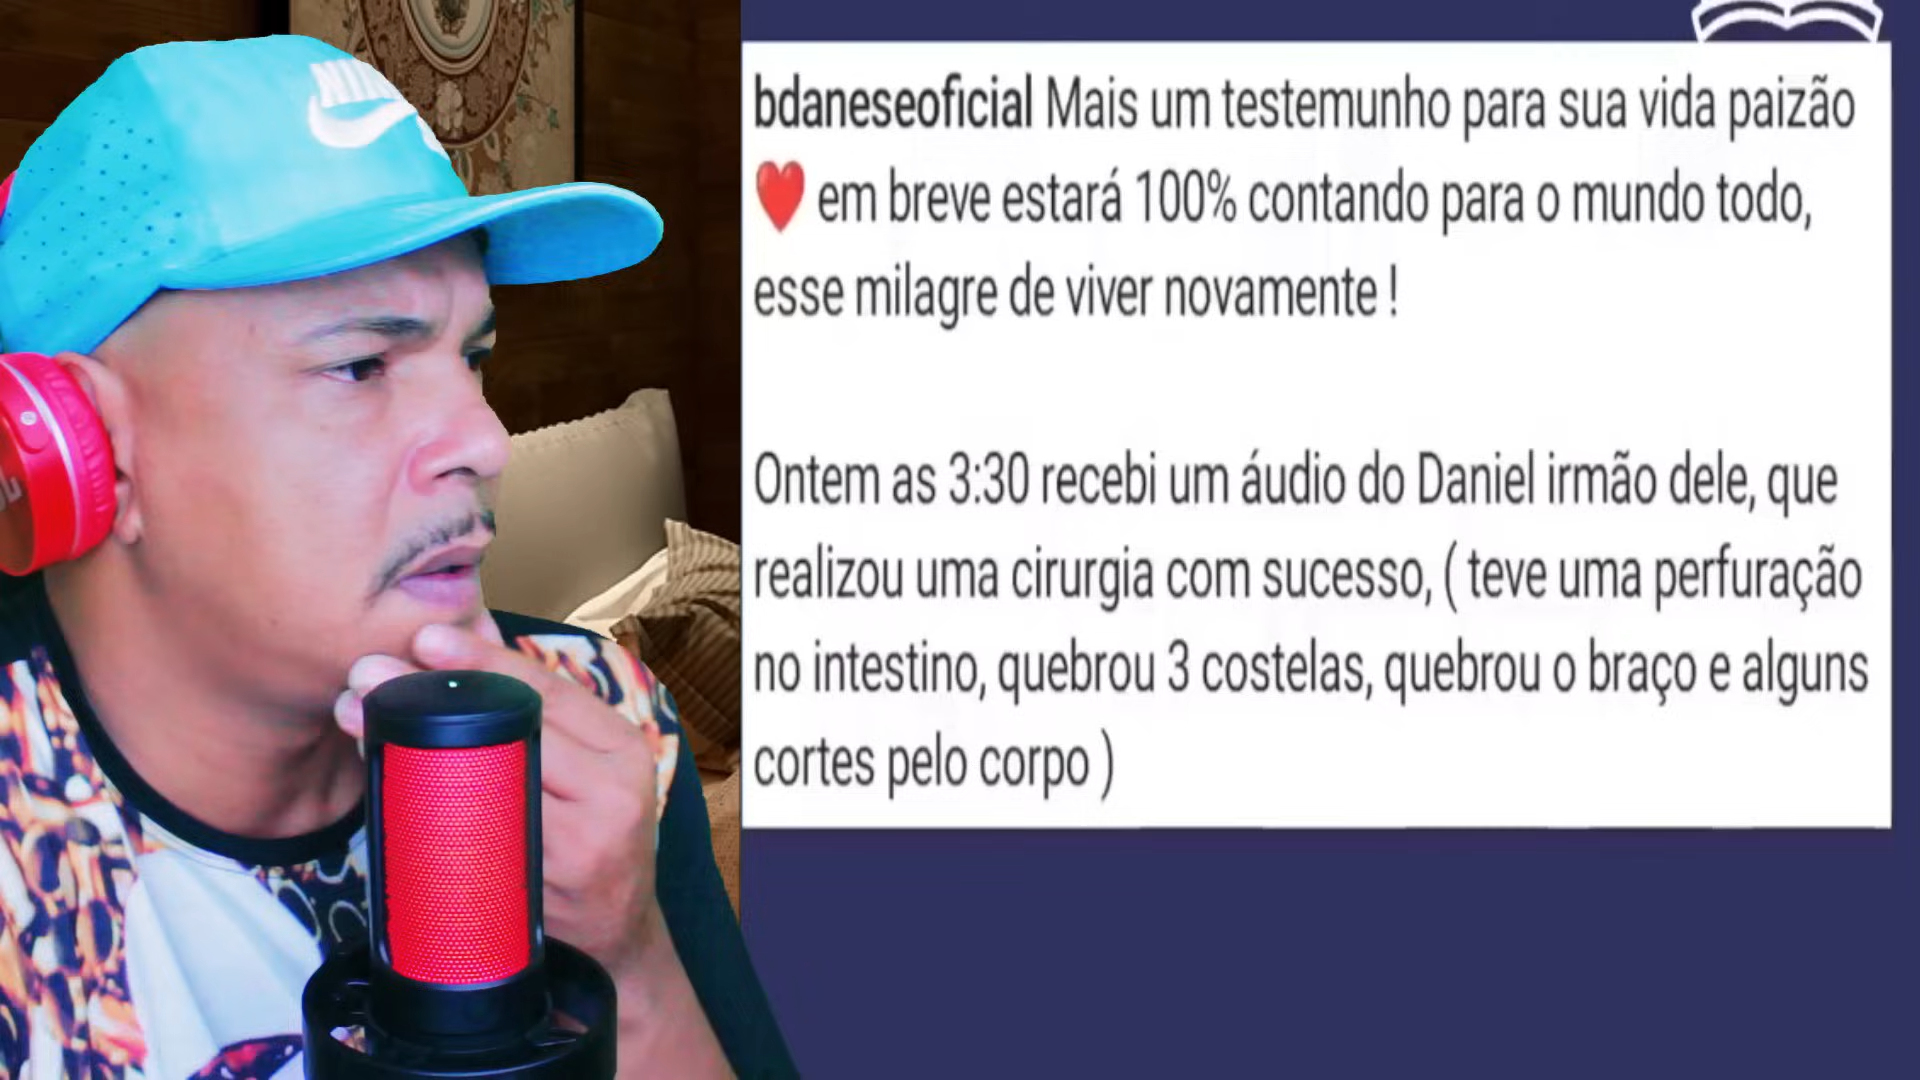 NIKE
bdaneseoficial Mais um testemunho para sua vida paizão
❤️ em breve estará 100% contando para o mundo todo,
esse milagre de viver novamente !
Ontem as 3:30 recebi um áudio do Daniel irmão dele, que
realizou uma cirurgia com sucesso, ( teve uma perfuração
no intestino, quebrou 3 costelas, quebrou o braço e alguns
cortes pelo corpo )